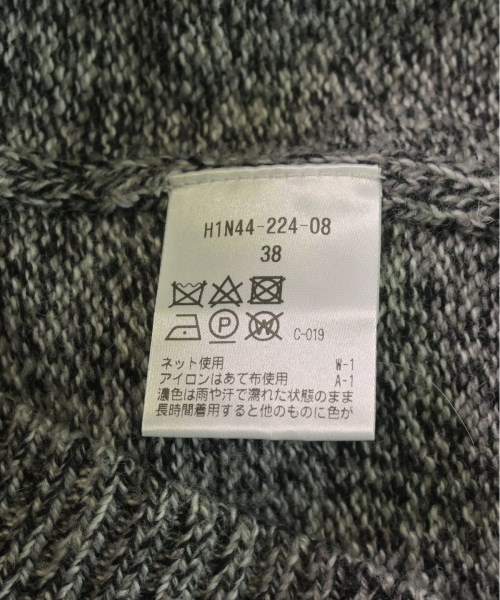 H1N44-224-08
38
P W C-019
ネット使用 W-1
アイロンはあて布使用 A-1
濃色は雨や汗で濡れた状態のまま
長時間着用すると他のものに色が